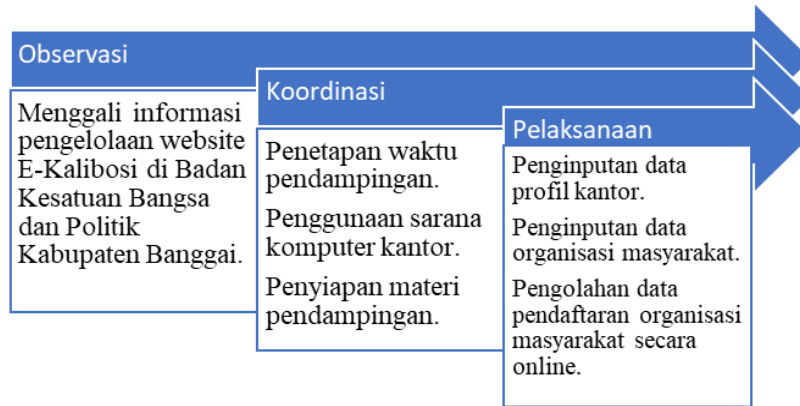 Observasi
Menggali informasi
pengelolaan website
E-Kalibosi di Badan
Kesatuan Bangsa
dan Politik
Kabupaten Banggai.
Koordinasi
Penetapan waktu
pendampingan.
Penggunaan sarana
komputer kantor.
Penyiapan materi
pendampingan.
Pelaksanaan
Penginputan data
profil kantor.
Penginputan data
organisasi masyarakat.
Pengolahan data
pendaftaran organisasi
masyarakat secara
online.